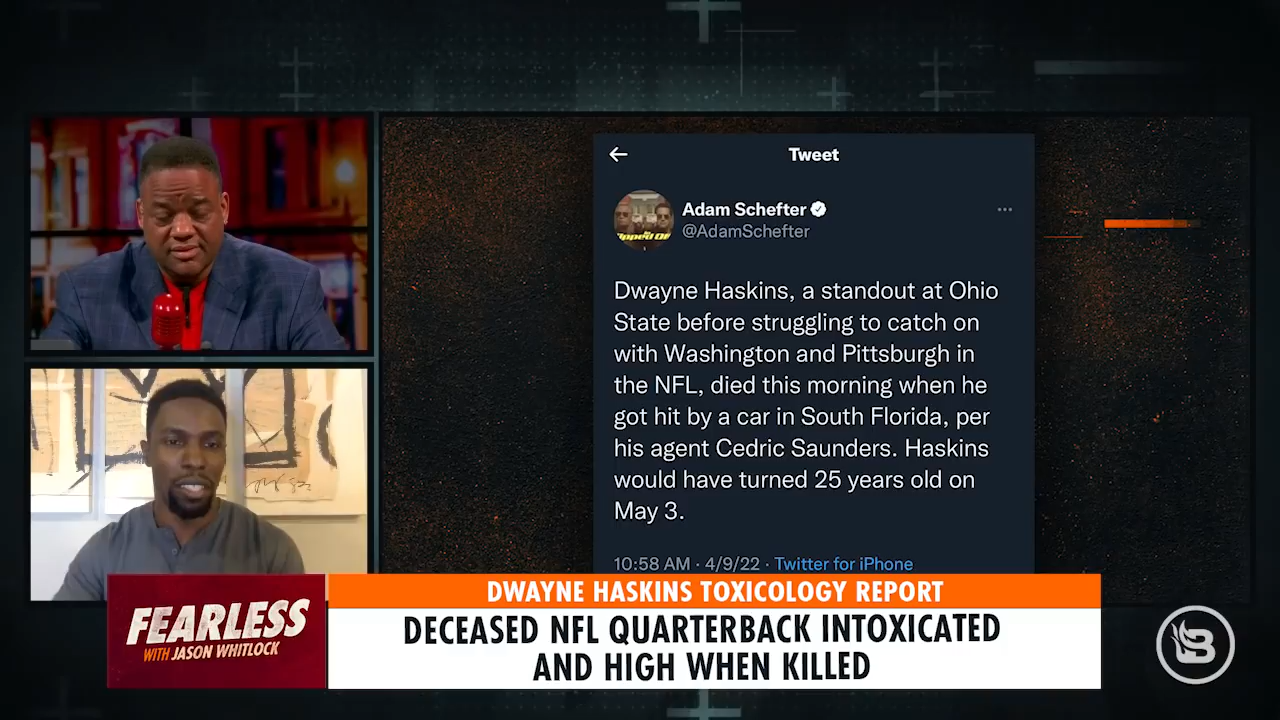 Tweet
Adam Schefter
@AdamSchefter
Dwayne Haskins, a standout at Ohio
State before struggling to catch on
with Washington and Pittsburgh in
the NFL, died this morning when he
got hit by a car in South Florida, per
his agent Cedric Saunders. Haskins
would have turned 25 years old on
May 3.
10:58 AM · 4/9/22 · Twitter for iPhone
DWAYNE HASKINS TOXICOLOGY REPORT
FEARLESS
WITH JASON WHITLOCK
DECEASED NFL QUARTERBACK INTOXICATED
AND HIGH WHEN KILLED
B